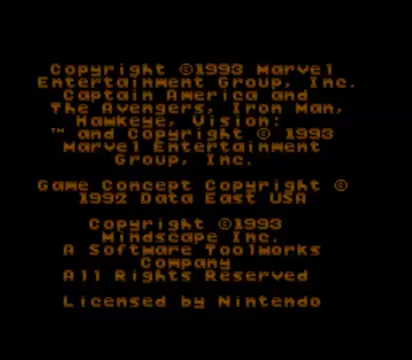 Copyright ©1993 Marvel
Entertainment Group, Inc.
Captain America and
The Avengers, Iron Man,
Hawkeye, Vision:
™ and Copyright © 1993
Marvel Entertainment
Group, Inc.
Game Concept Copyright ©
1992 Data East USA
Copyright ©1993
Mindscape Inc.
A Software Toolworks
Company
All Rights Reserved
Licensed by Nintendo